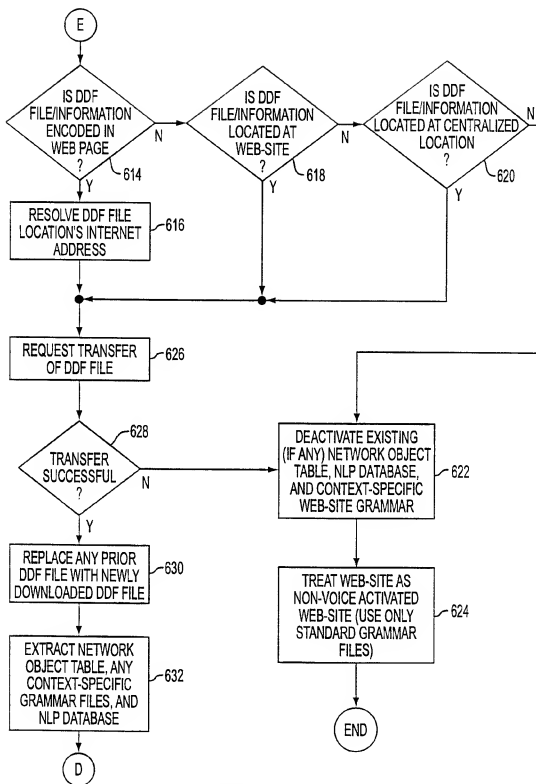 E
IS DDF
FILE/INFORMATION
ENCODED IN
WEB PAGE
?
614
N
Y
IS DDF
FILE/INFORMATION
LOCATED AT
WEB-SITE
?
618
N
Y
IS DDF
FILE/INFORMATION
LOCATED AT CENTRALIZED
LOCATION
?
620
N
Y
RESOLVE DDF FILE
LOCATION'S INTERNET
ADDRESS
616
REQUEST TRANSFER
OF DDF FILE
626
TRANSFER
SUCCESSFUL
?
628
N
Y
DEACTIVATE EXISTING
(IF ANY) NETWORK OBJECT
TABLE, NLP DATABASE,
AND CONTEXT-SPECIFIC
WEB-SITE GRAMMAR
622
REPLACE ANY PRIOR
DDF FILE WITH NEWLY
DOWNLOADED DDF FILE
630
TREAT WEB-SITE AS
NON-VOICE ACTIVATED
WEB-SITE (USE ONLY
STANDARD GRAMMAR
FILES)
624
EXTRACT NETWORK
OBJECT TABLE, ANY
CONTEXT-SPECIFIC
GRAMMAR FILES, AND
NLP DATABASE
632
END
D